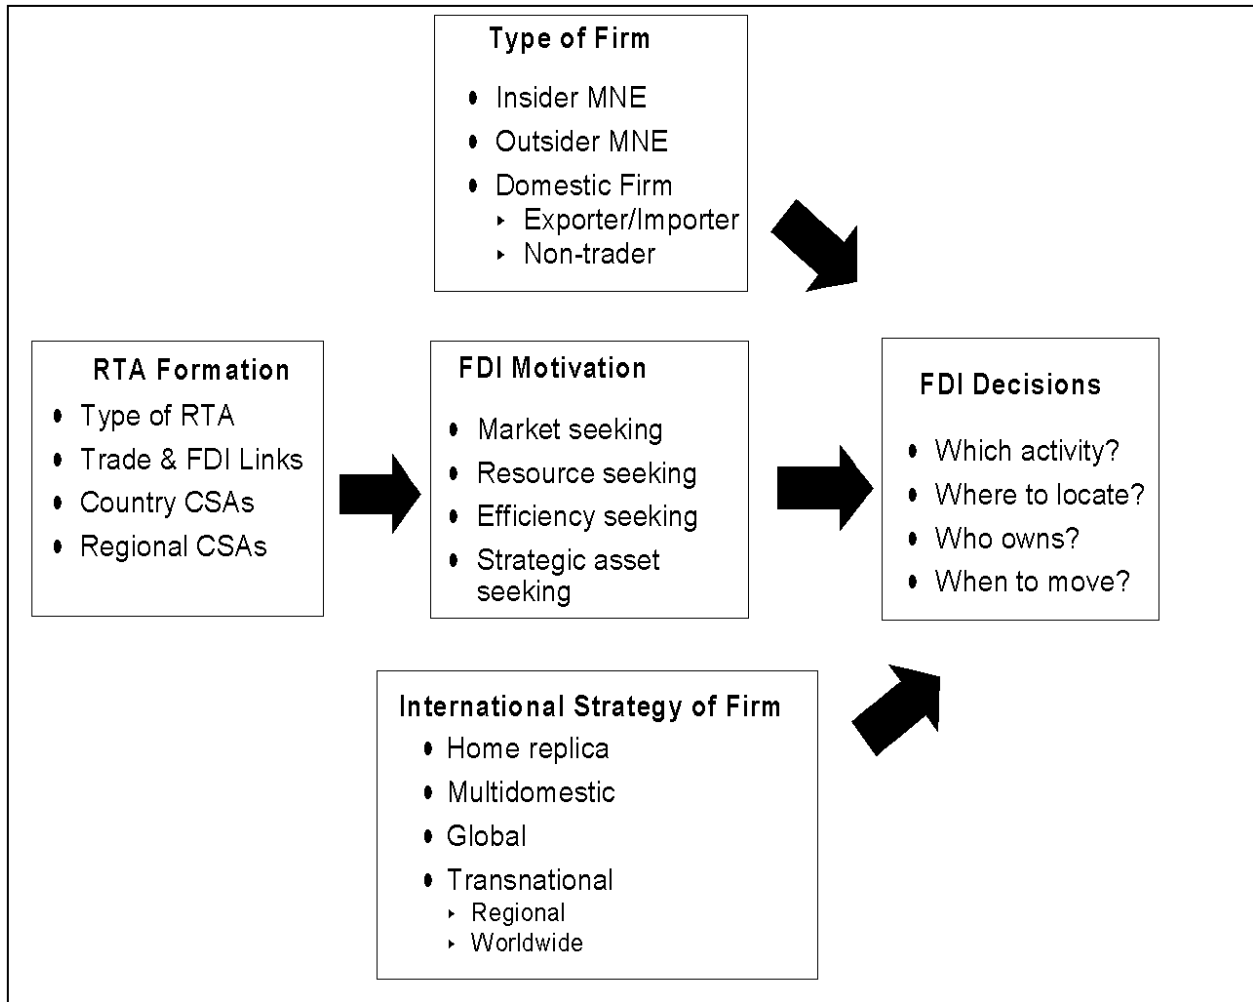 Type of Firm
• Insider MNE
• Outsider MNE
• Domestic Firm
‣ Exporter/Importer
‣ Non-trader
RTA Formation
• Type of RTA
• Trade & FDI Links
• Country CSAs
• Regional CSAs
FDI Motivation
• Market seeking
• Resource seeking
• Efficiency seeking
• Strategic asset
seeking
FDI Decisions
• Which activity?
• Where to locate?
• Who owns?
• When to move?
International Strategy of Firm
• Home replica
• Multidomestic
• Global
• Transnational
‣ Regional
‣ Worldwide